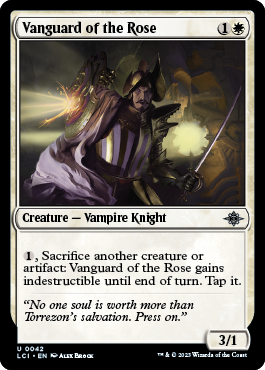 Vanguard of the Rose 1
Creature — Vampire Knight
1, Sacrifice another creature or
artifact: Vanguard of the Rose gains
indestructible until end of turn. Tap it.
“No one soul is worth more than
Torrezon’s salvation. Press on.”
3/1
U 0042
LCI • EN ALEX BROCK
™ & © 2023 Wizards of the Coast